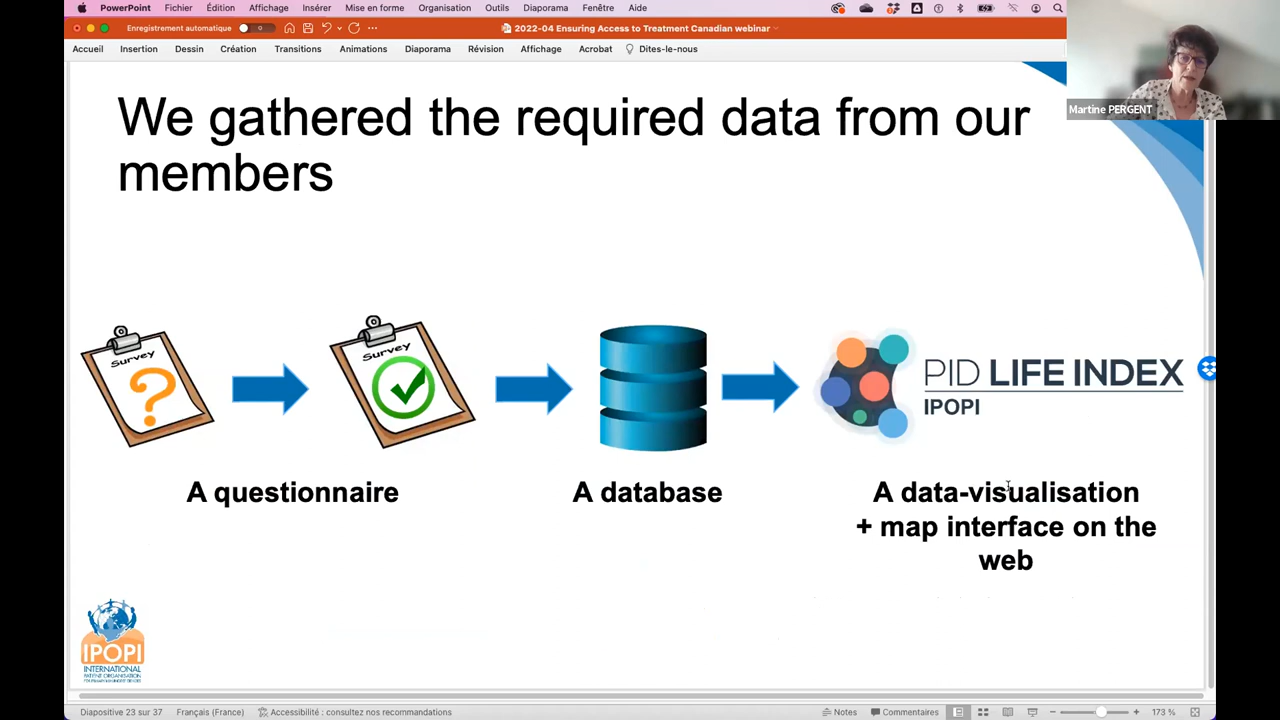 PowerPoint Fichier Édition Affichage Insérer Mise en forme Organisation Outils Diaporama Fenêtre Aide
Enregistrement automatique
2022-04 Ensuring Access to Treatment Canadian webinar
Accueil Insertion Dessin Création Transitions Animations Diaporama Révision Affichage Acrobat Dites-le-nous
Martine PERGENT
We gathered the required data from our
members
Survey
?
Survey
PID LIFE INDEX
IPOPI
A questionnaire
A database
A data-visualisation
+ map interface on the
web
IPOPI
INTERNATIONAL
Diapositive 23 sur 37 Français (France) Accessibilité : consultez nos recommandations Notes Commentaires 173 %